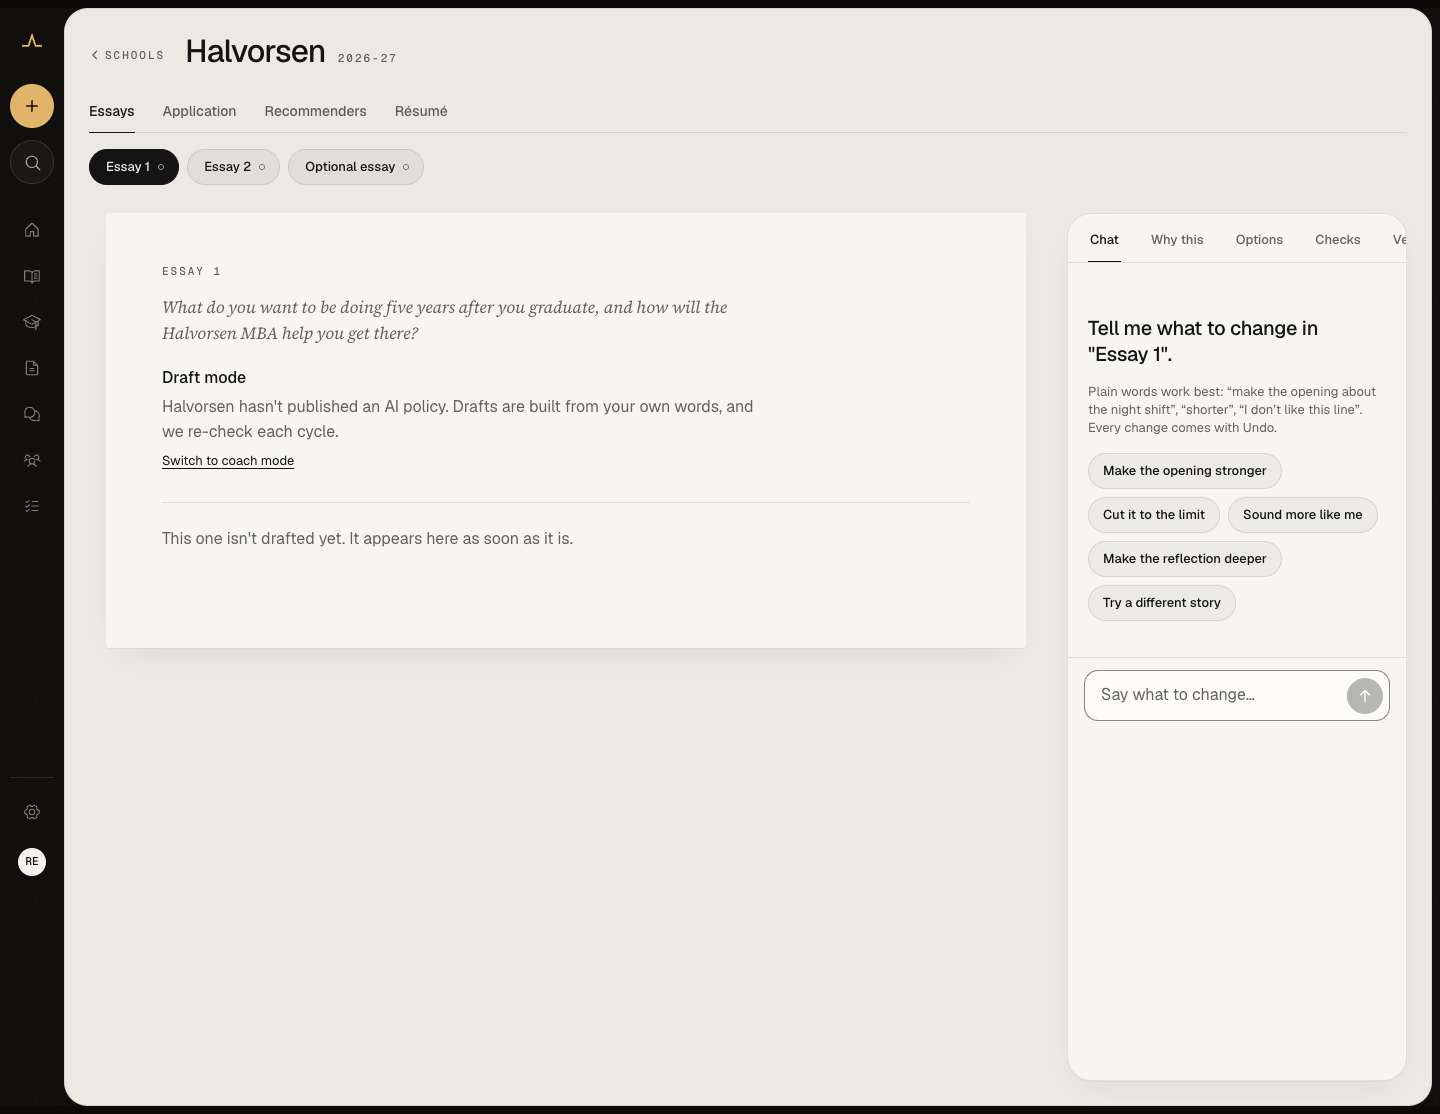 SCHOOLS
Halvorsen
2026-27
Essays
Application
Recommenders
Résumé
Essay 1
Essay 2
Optional essay
ESSAY 1
What do you want to be doing five years after you graduate, and how will the
Halvorsen MBA help you get there?
Draft mode
Halvorsen hasn't published an AI policy. Drafts are built from your own words, and
we re-check each cycle.
Switch to coach mode
This one isn't drafted yet. It appears here as soon as it is.
Chat
Why this
Options
Checks
Ve
Tell me what to change in
"Essay 1".
Plain words work best: “make the opening about
the night shift”, “shorter”, “I don't like this line”.
Every change comes with Undo.
Make the opening stronger
Cut it to the limit
Sound more like me
Make the reflection deeper
Try a different story
Say what to change...
RE